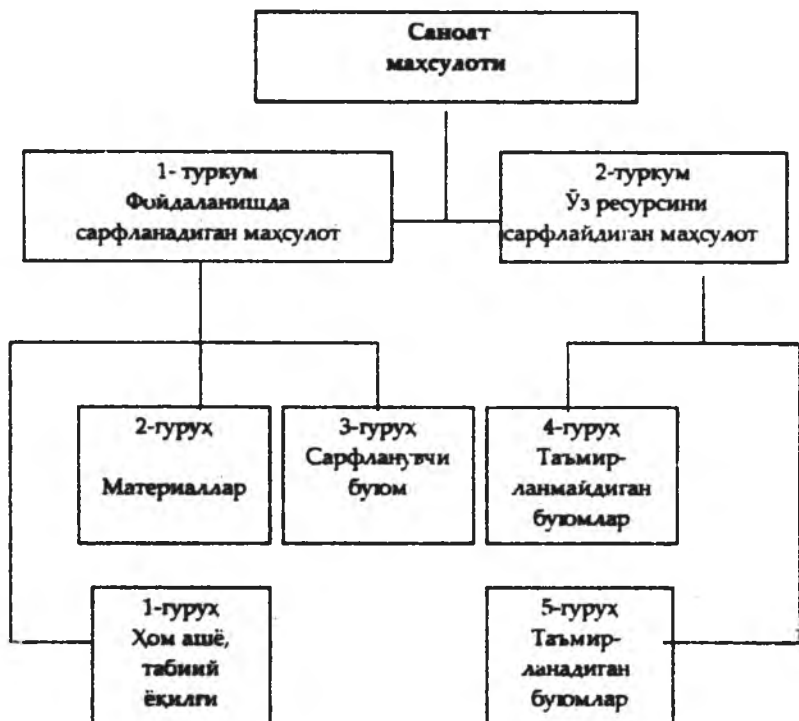 Саноат
маҳсулоти
1- туркум
Фойдаланишда
сарфланадиган маҳсулот
2-туркум
Ўз ресурсини
сарфлайдиган маҳсулот
2-гуруҳ
Материаллар
3-гуруҳ
Сарфланувчи
буюм
4-гуруҳ
Таъмир-
ланмайдиган
буюмлар
1-гуруҳ
Ҳом ашё,
табиий
ёқилғи
5-гуруҳ
Таъмир-
ланадиган
буюмлар